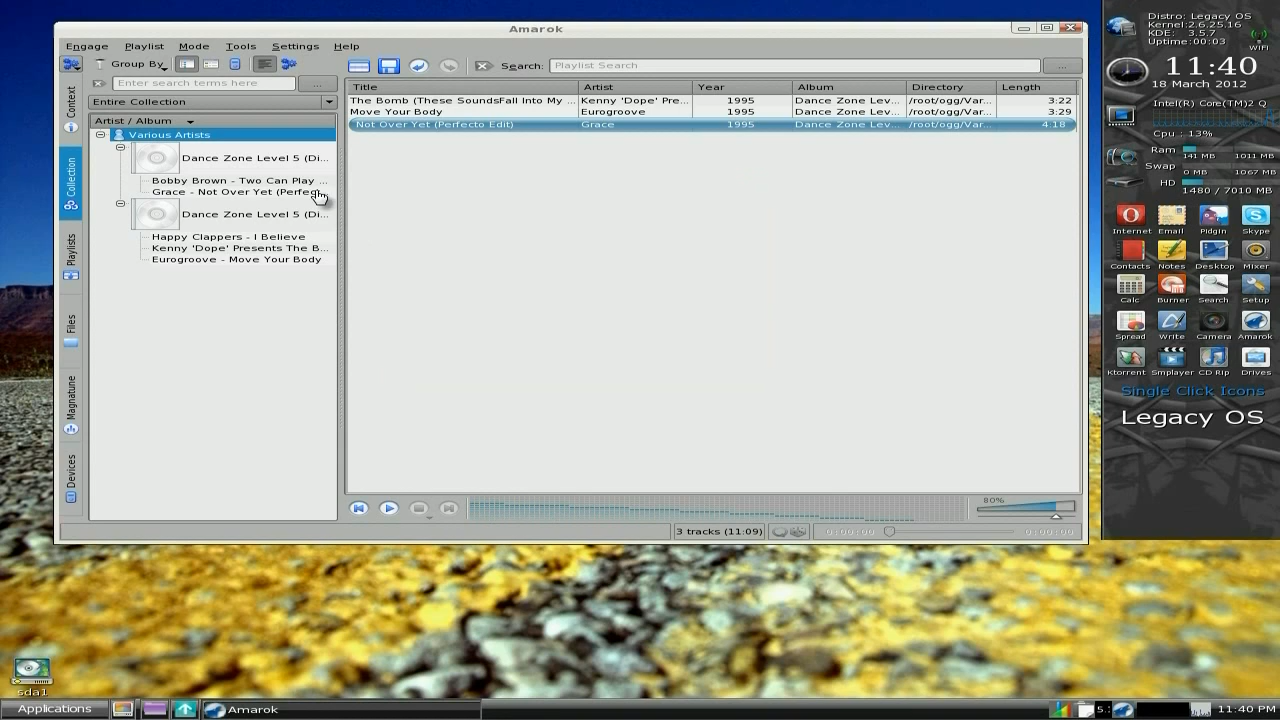 Amarok
Engage Playlist Mode Tools Settings Help
Group By
Search: Playlist Search ...
Enter search terms here ...
Entire Collection
Artist / Album
Various Artists
Dance Zone Level 5 (Di...
Bobby Brown - Two Can Play ...
Grace - Not Over Yet (Perfec
Dance Zone Level 5 (Di...
Happy Clappers - I Believe
Kenny 'Dope' Presents The B...
Eurogroove - Move Your Body
Context
Collection
Playlists
Files
Magnatune
Devices
Title Artist Year Album Directory Length
The Bomb (These SoundsFall Into My ... Kenny 'Dope' Pre... 1995 Dance Zone Lev... /root/ogg/Var... 3:22
Move Your Body Eurogroove 1995 Dance Zone Lev... /root/ogg/Var... 3:29
Not Over Yet (Perfecto Edit) Grace 1995 Dance Zone Lev... /root/ogg/Var... 4:18
80%
3 tracks (11:09) 0:00:00 0:00:00
Distro: Legacy OS
Kernel:2.6.25.16
KDE: 3.5.7
Uptime:00:03
WIFI
11:40
18 March 2012
Intel(R) Core(TM)2 Q
Cpu : 13%
Ram 141 MB 1011 MB
Swap 0 MB 1067 MB
HD 1480 / 7010 MB
Internet Email Pidgin Skype
Contacts Notes Desktop Mixer
Calc Burner Search Setup
Spread Write Camera Amarok
Ktorrent Smplayer CD Rip Drives
Single Click Icons
Legacy OS
sda1
Applications Amarok 5. 11:40 PM